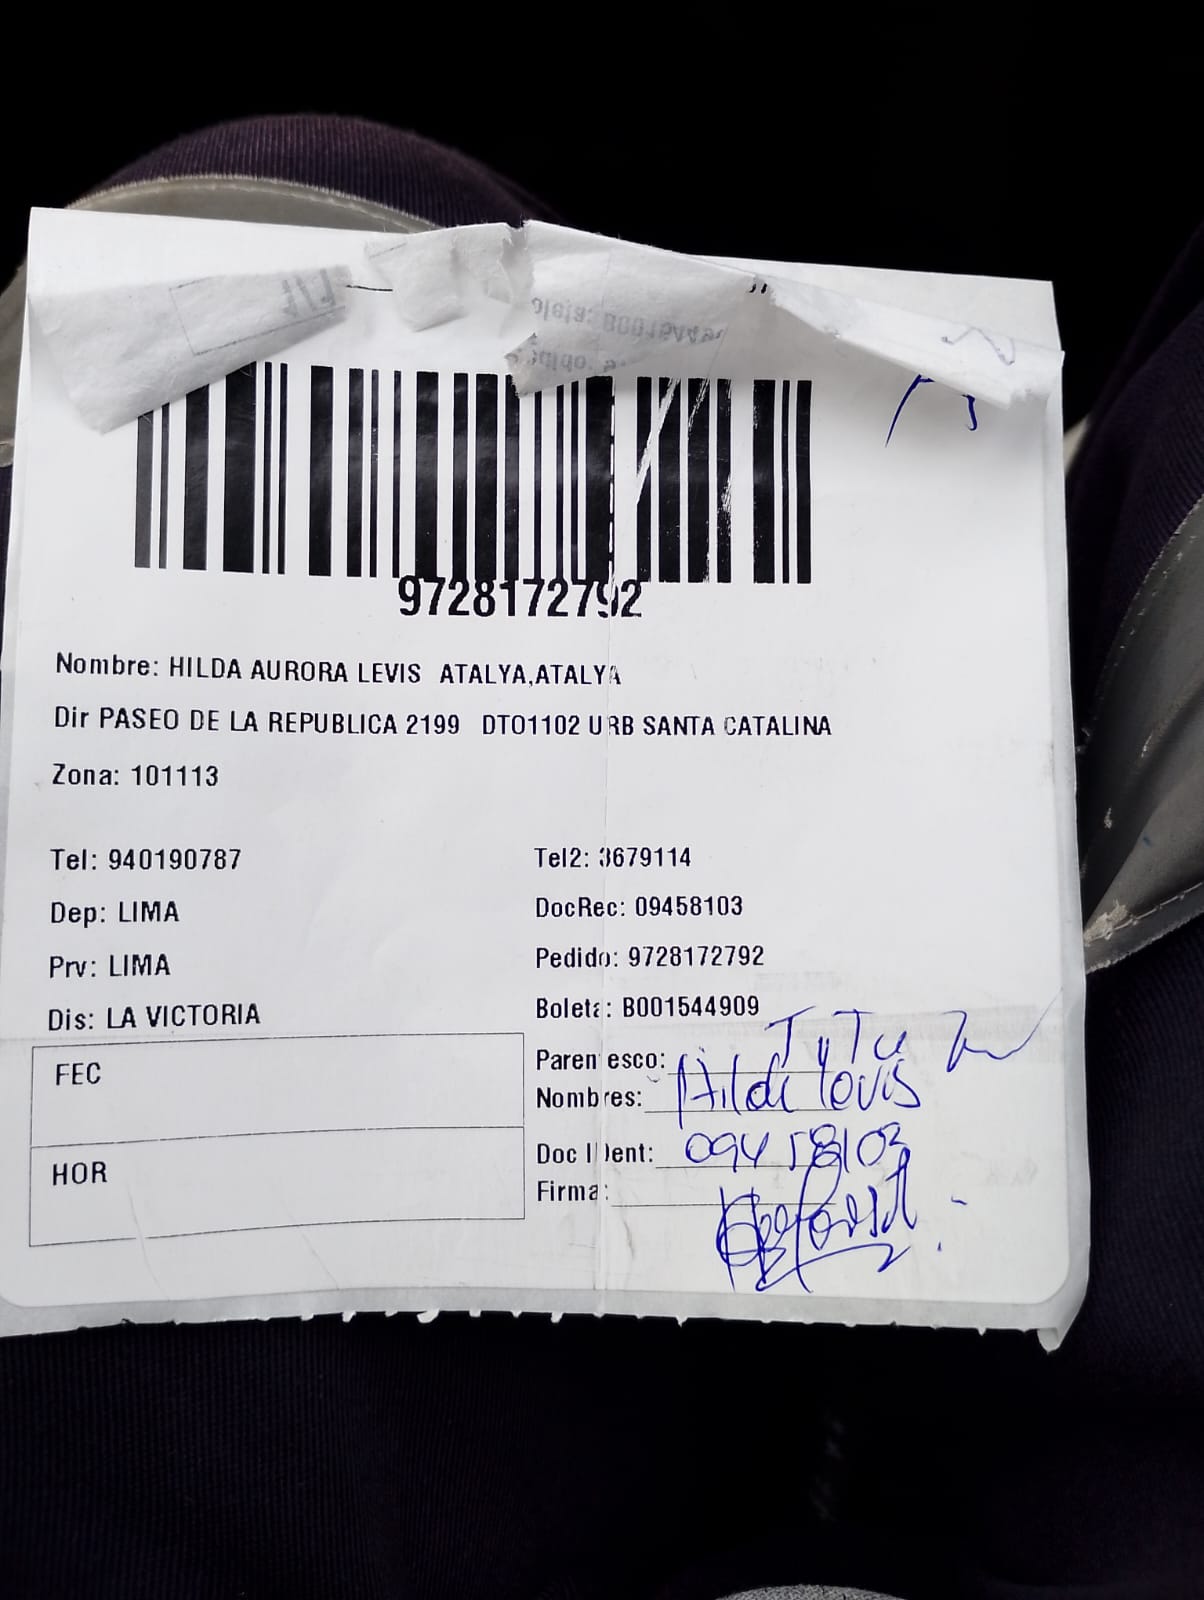 1/1
9728172792
Nombre: HILDA AURORA LEVIS ATALYA,ATALYA
Dir PASEO DE LA REPUBLICA 2199 DTO1102 URB SANTA CATALINA
Zona: 101113
Tel: 940190787
Tel2: 3679114
Dep: LIMA
DocRec: 09458103
Prv: LIMA
Pedido: 9728172792
Dis: LA VICTORIA
Boleta: B001544909
FEC
Parentesco:
Nombres: Hilda Levis
HOR
Doc Ident: 09458103
Firma: